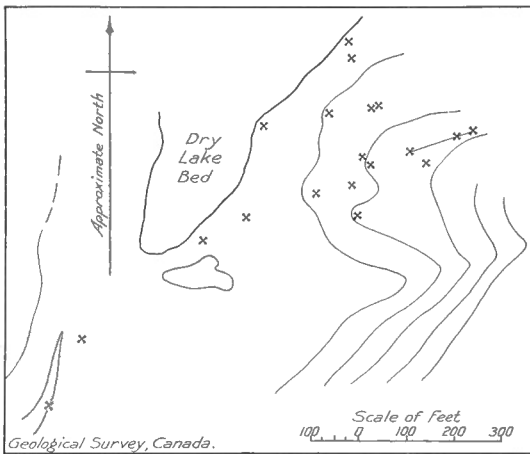 Approximate North
Dry
Lake
Bed
Scale of Feet
100 0 100 200 300
Geological Survey, Canada.